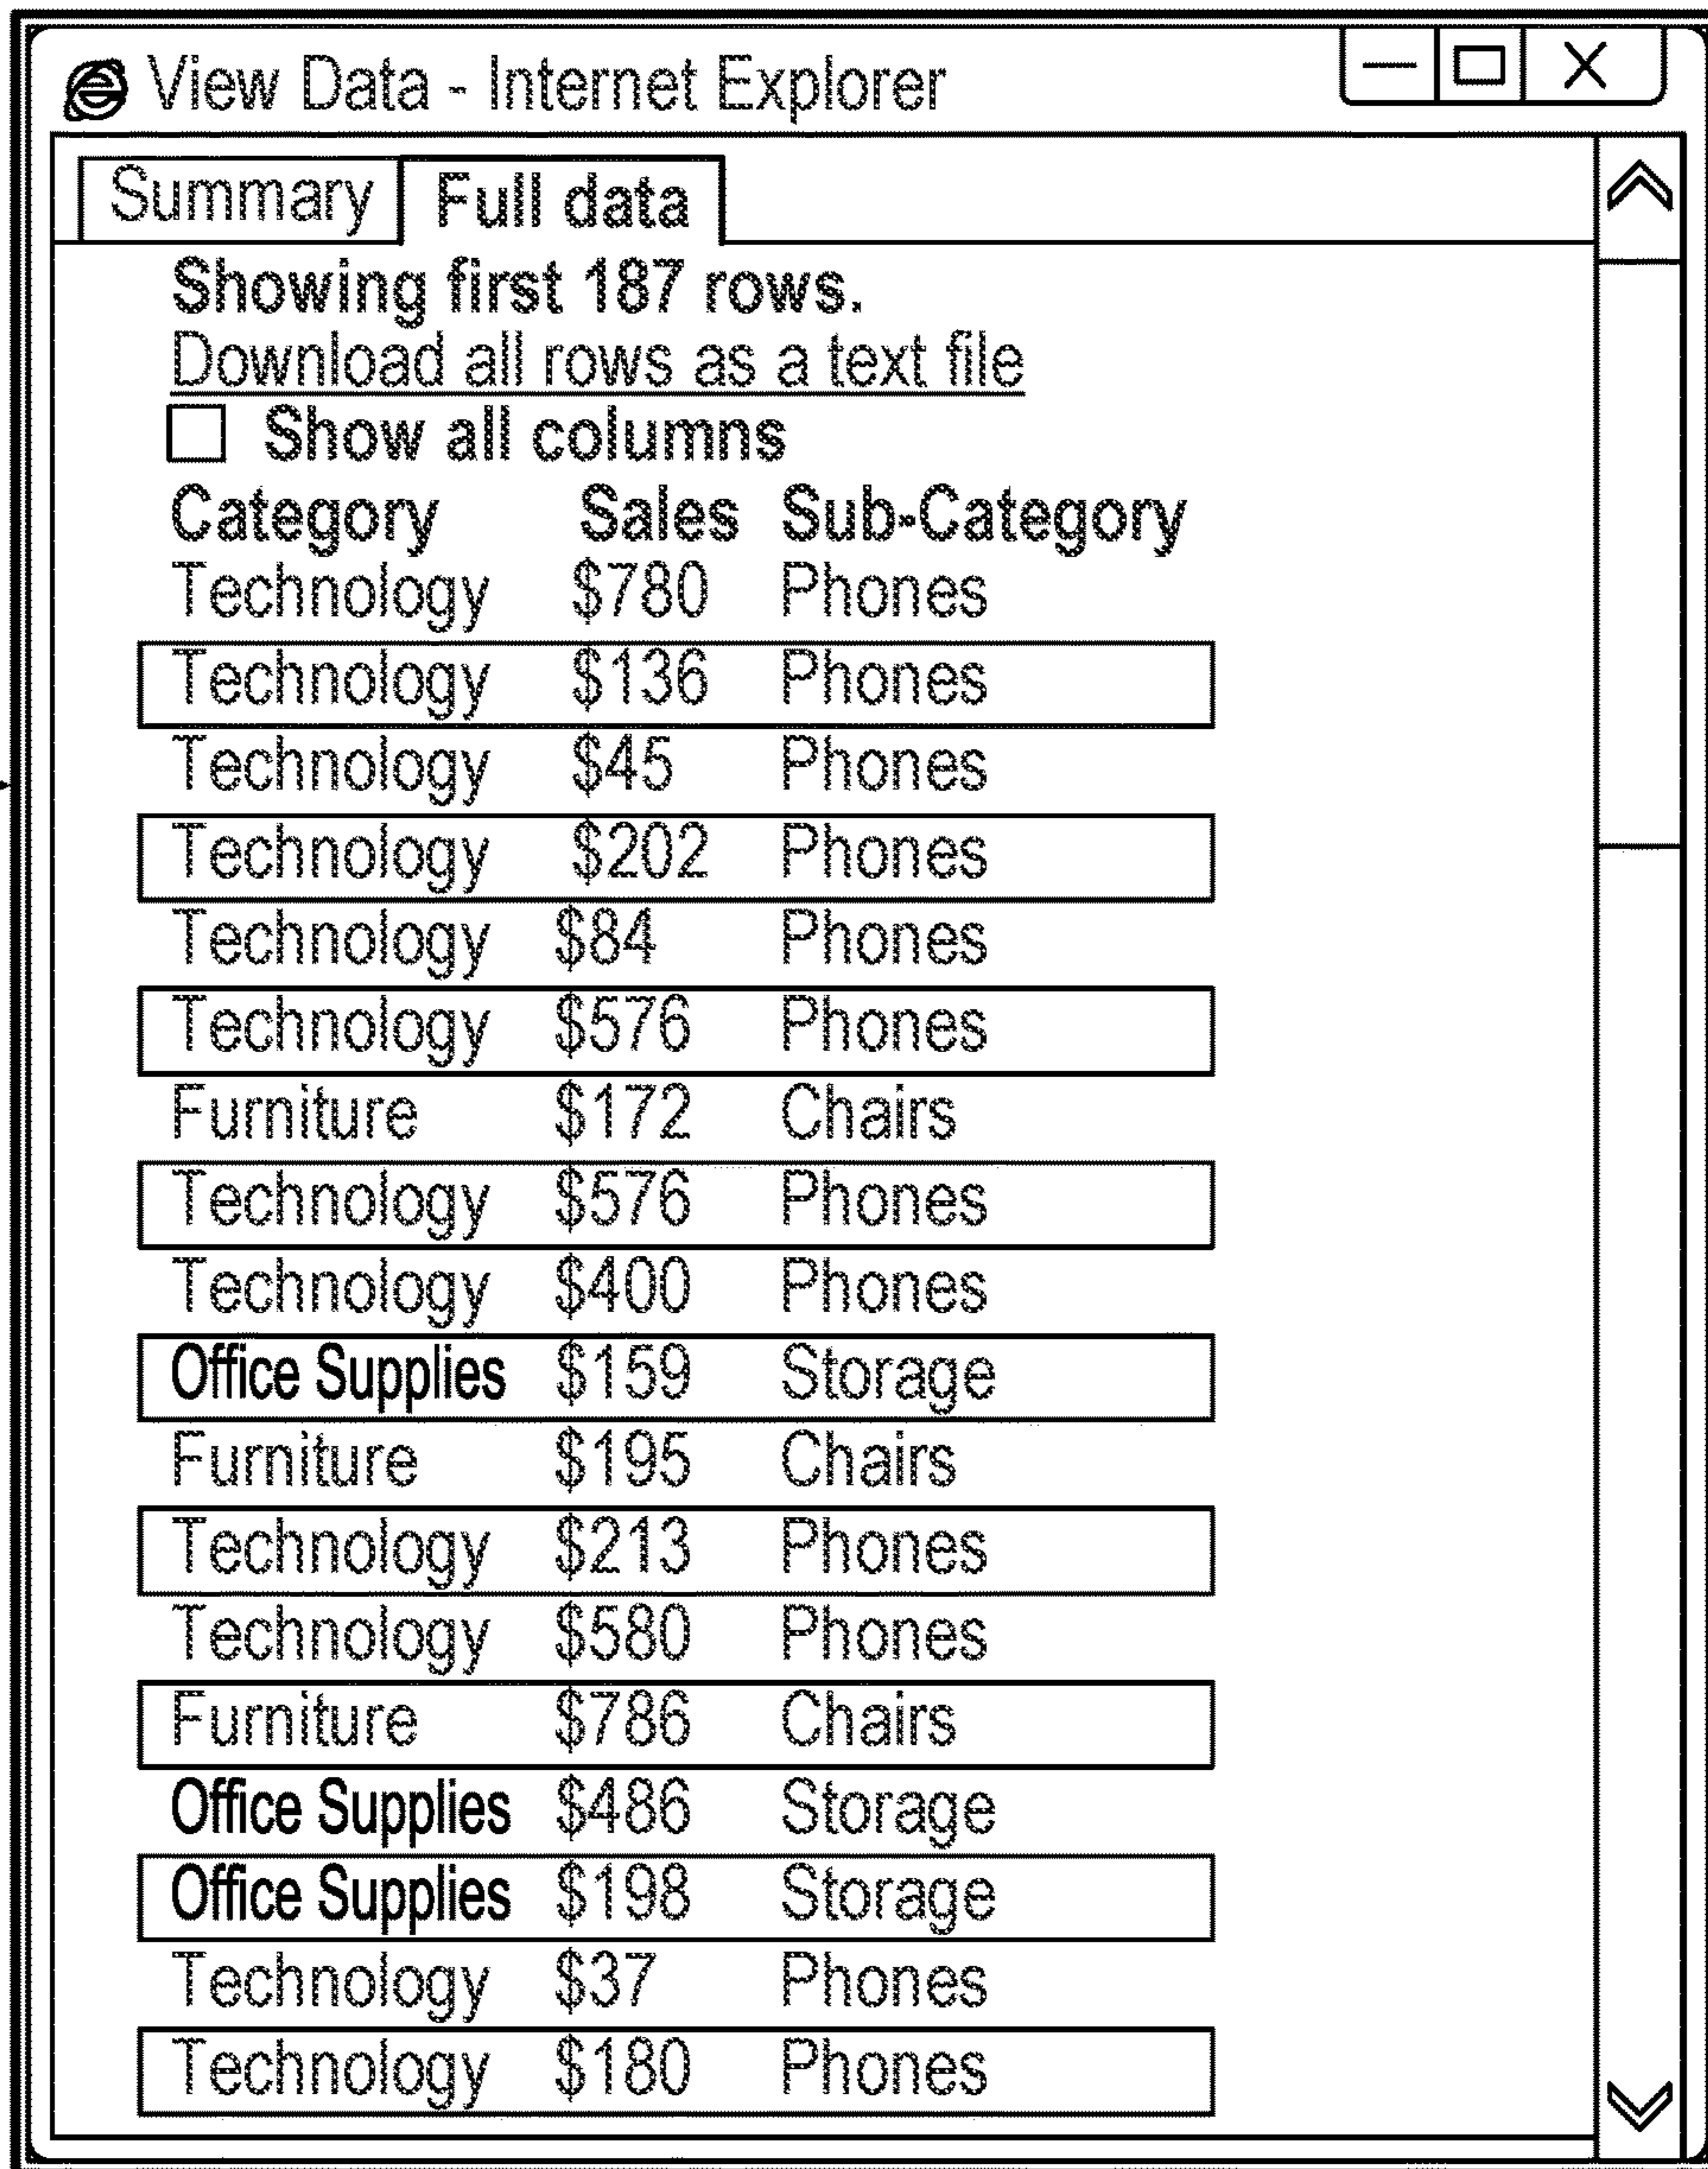 View Data - Internet Explorer
Summary Full data
Showing first 187 rows.
Download all rows as a text file
Show all columns
Category Sales Sub-Category
Technology $780 Phones
Technology $136 Phones
Technology $45 Phones
Technology $202 Phones
Technology $84 Phones
Technology $576 Phones
Furniture $172 Chairs
Technology $576 Phones
Technology $400 Phones
Office Supplies $159 Storage
Furniture $195 Chairs
Technology $213 Phones
Technology $580 Phones
Furniture $786 Chairs
Office Supplies $486 Storage
Office Supplies $198 Storage
Technology $37 Phones
Technology $180 Phones